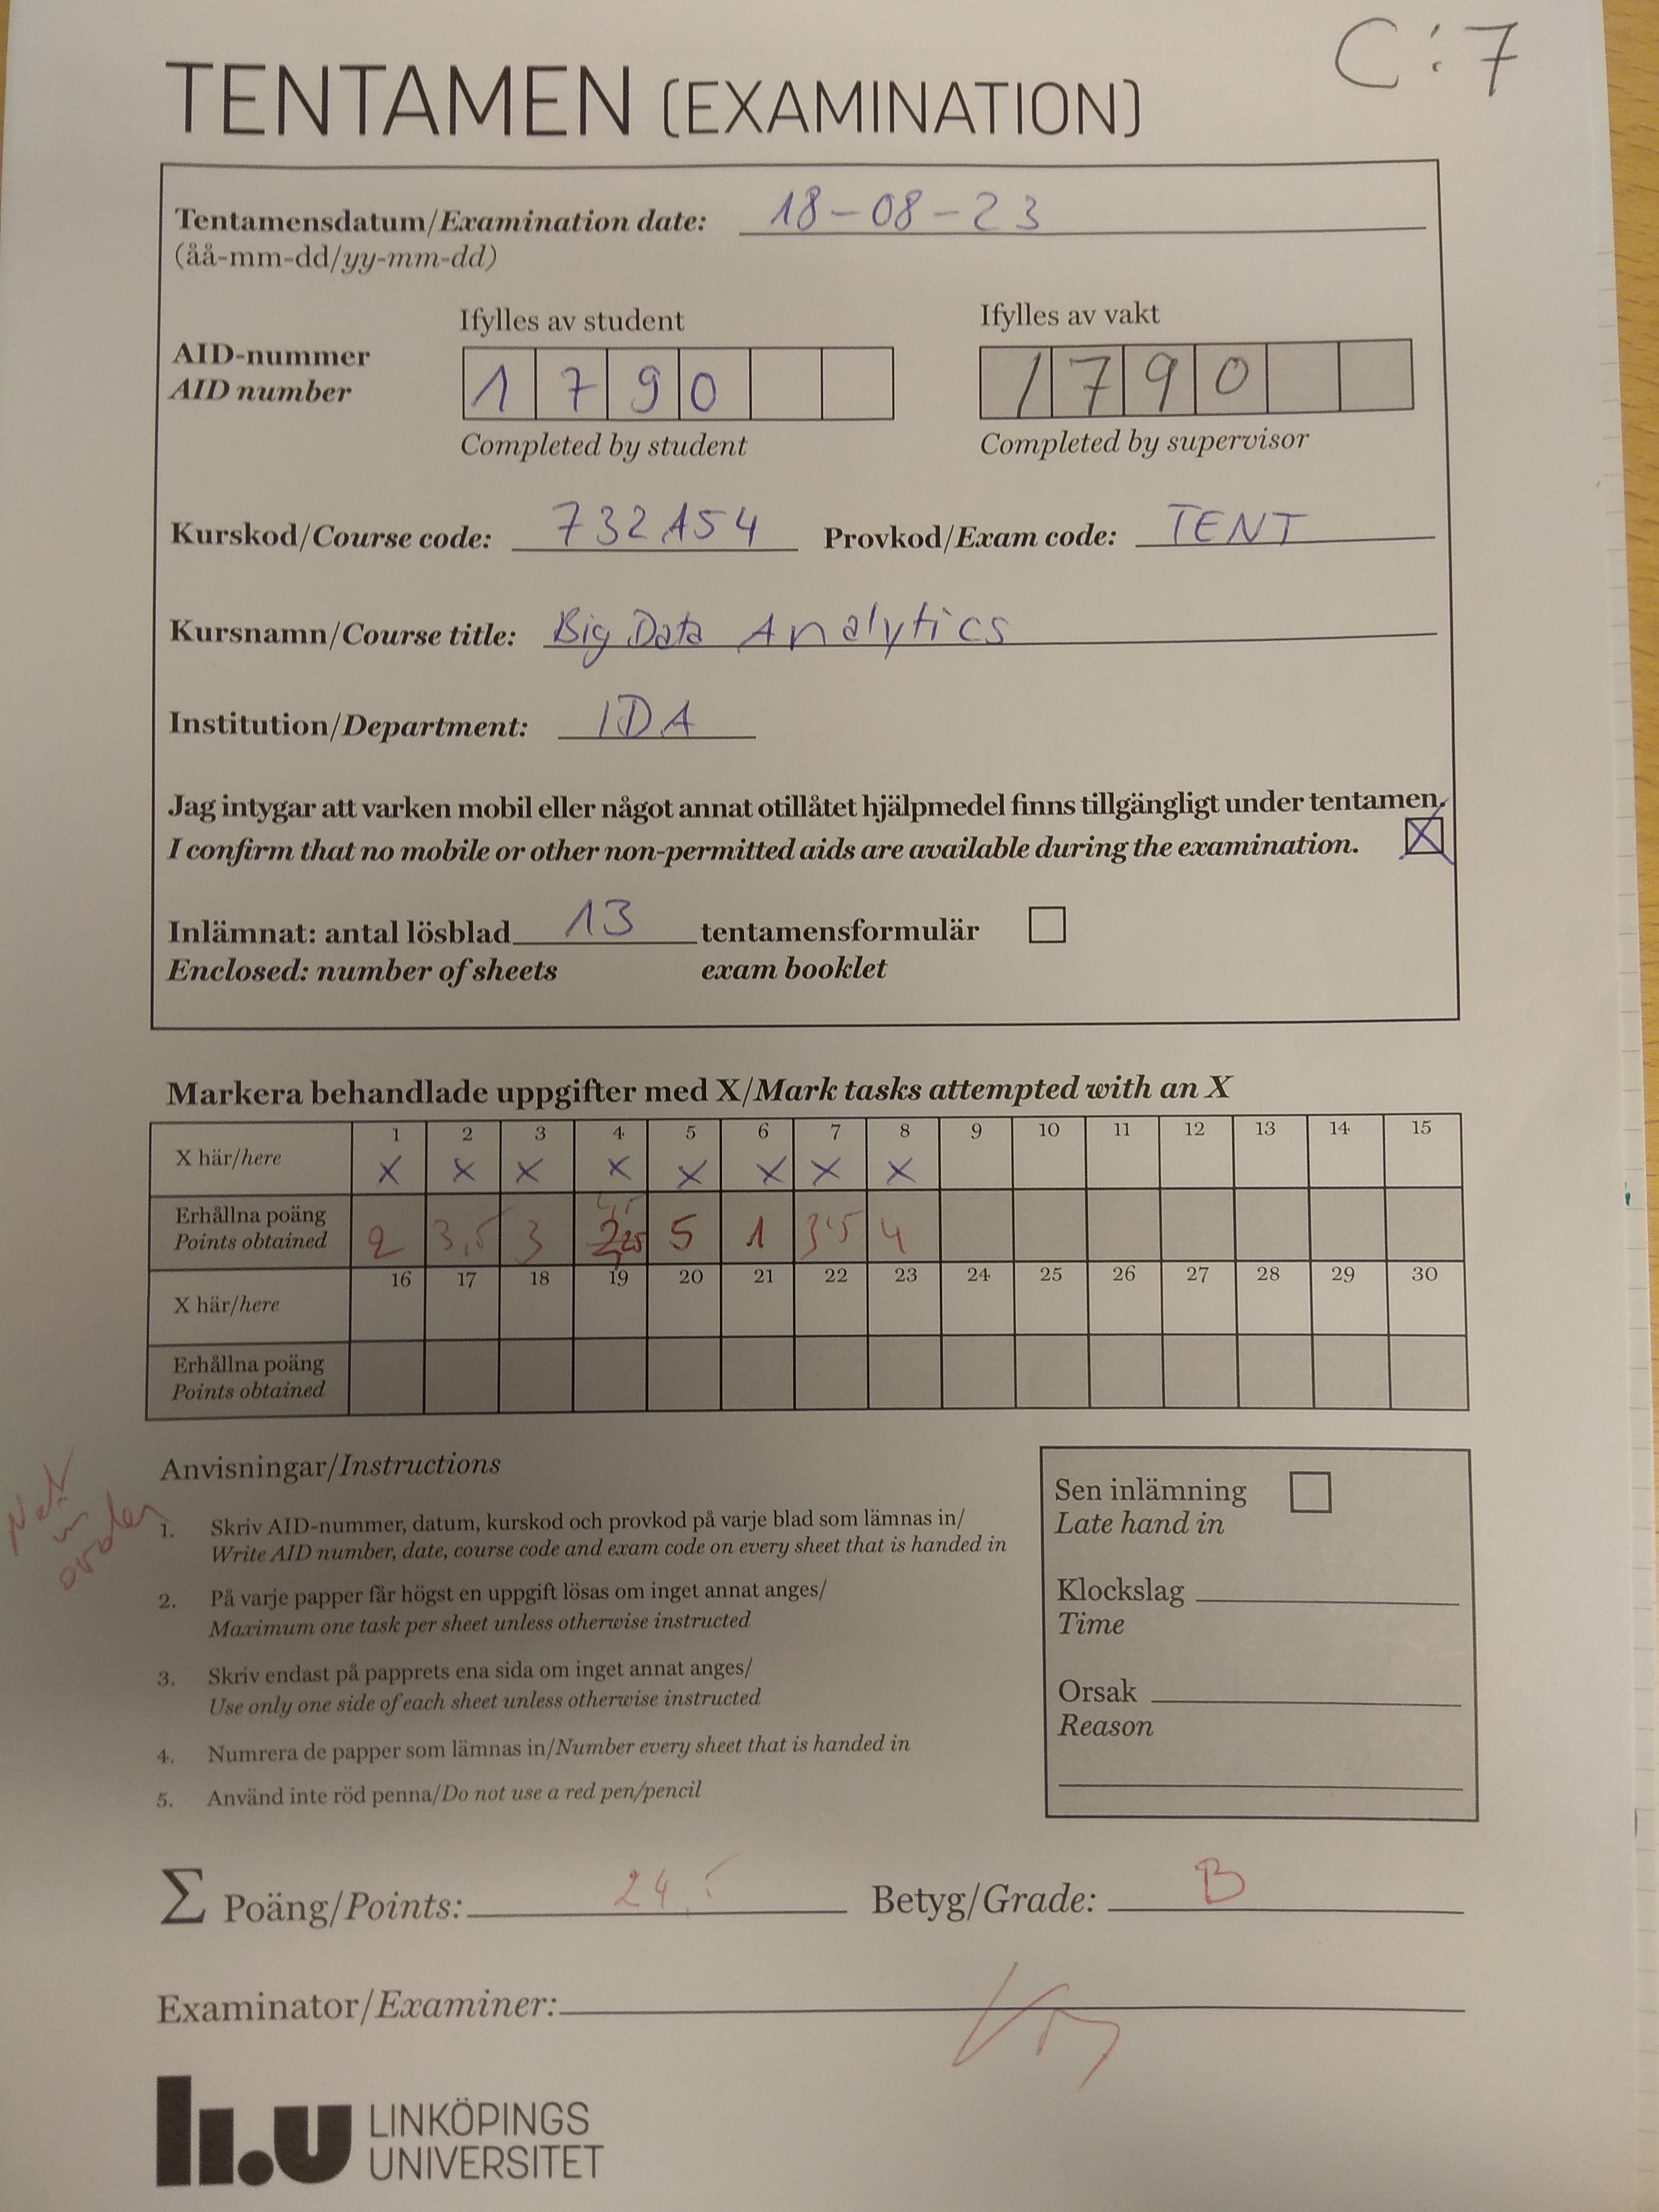 C:7
TENTAMEN (EXAMINATION)
Tentamensdatum/Examination date: 18-08-23
(åå-mm-dd/yy-mm-dd)
Ifylles av student Ifylles av vakt
AID-nummer
AID number 1 7 9 0 1 7 9 0
Completed by student Completed by supervisor
Kurskod/Course code: 732A54 Provkod/Exam code: TENT
Kursnamn/Course title: Big Data Analytics
Institution/Department: IDA
Jag intygar att varken mobil eller något annat otillåtet hjälpmedel finns tillgängligt under tentamen.
I confirm that no mobile or other non-permitted aids are available during the examination. X
Inlämnat: antal lösblad 13 tentamensformulär
Enclosed: number of sheets exam booklet
Markera behandlade uppgifter med X/Mark tasks attempted with an X
1 2 3 4 5 6 7 8 9 10 11 12 13 14 15
X här/here X X X X X X X X
Erhållna poäng
Points obtained 2 3,5 3 5 1 3,5 4
16 17 18 19 20 21 22 23 24 25 26 27 28 29 30
X här/here
Erhållna poäng
Points obtained
Anvisningar/Instructions
Not
in
order
1. Skriv AID-nummer, datum, kurskod och provkod på varje blad som lämnas in/
Write AID number, date, course code and exam code on every sheet that is handed in
2. På varje papper får högst en uppgift lösas om inget annat anges/
Maximum one task per sheet unless otherwise instructed
3. Skriv endast på papprets ena sida om inget annat anges/
Use only one side of each sheet unless otherwise instructed
4. Numrera de papper som lämnas in/Number every sheet that is handed in
5. Använd inte röd penna/Do not use a red pen/pencil
Sen inlämning
Late hand in
Klockslag
Time
Orsak
Reason
Σ Poäng/Points: 24,5 Betyg/Grade: B
Examinator/Examiner:
li.u LINKÖPINGS
UNIVERSITET